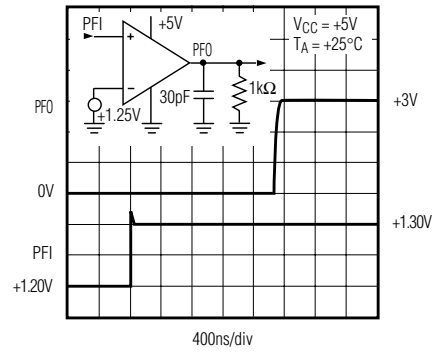 PFI
+5V
VCC = +5V
TA = +25°C
+
PFO
−
30pF
1kΩ
+1.25V
PFO
+3V
0V
+1.30V
PFI
+1.20V
400ns/div